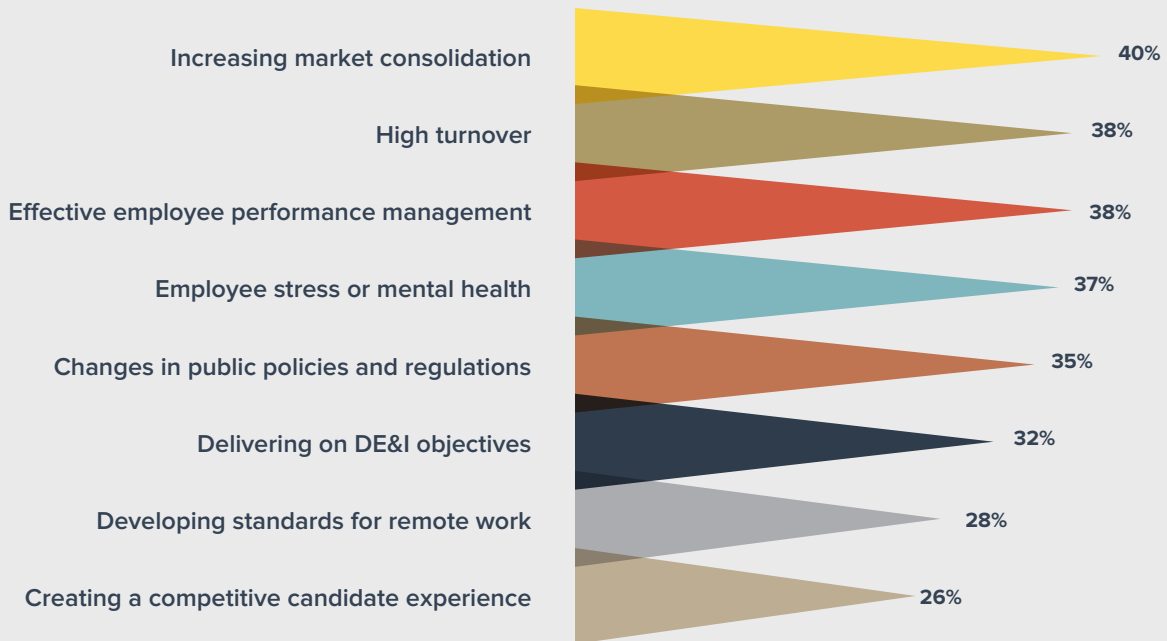 Increasing market consolidation 40%
High turnover 38%
Effective employee performance management 38%
Employee stress or mental health 37%
Changes in public policies and regulations 35%
Delivering on DE&I objectives 32%
Developing standards for remote work 28%
Creating a competitive candidate experience 26%